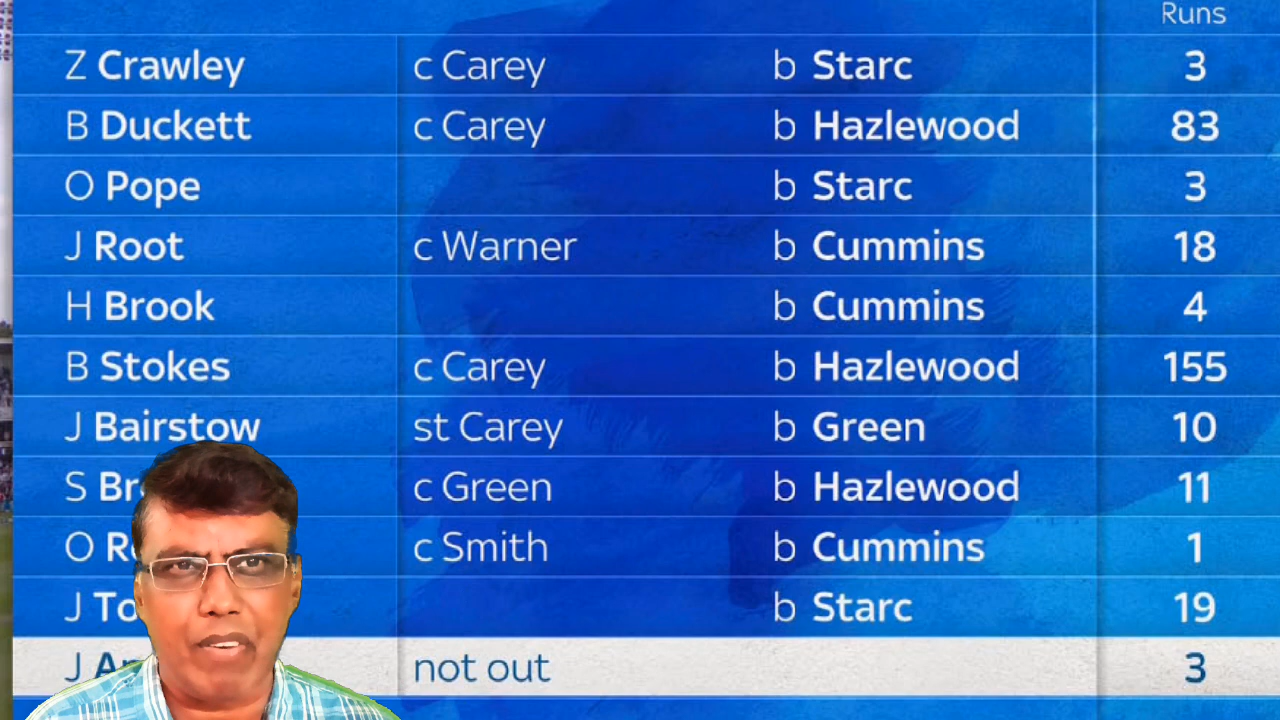 Runs
Z Crawley c Carey b Starc 3
B Duckett c Carey b Hazlewood 83
O Pope b Starc 3
J Root c Warner b Cummins 18
H Brook b Cummins 4
B Stokes c Carey b Hazlewood 155
J Bairstow st Carey b Green 10
S c Green b Hazlewood 11
O c Smith b Cummins 1
J b Starc 19
J not out 3